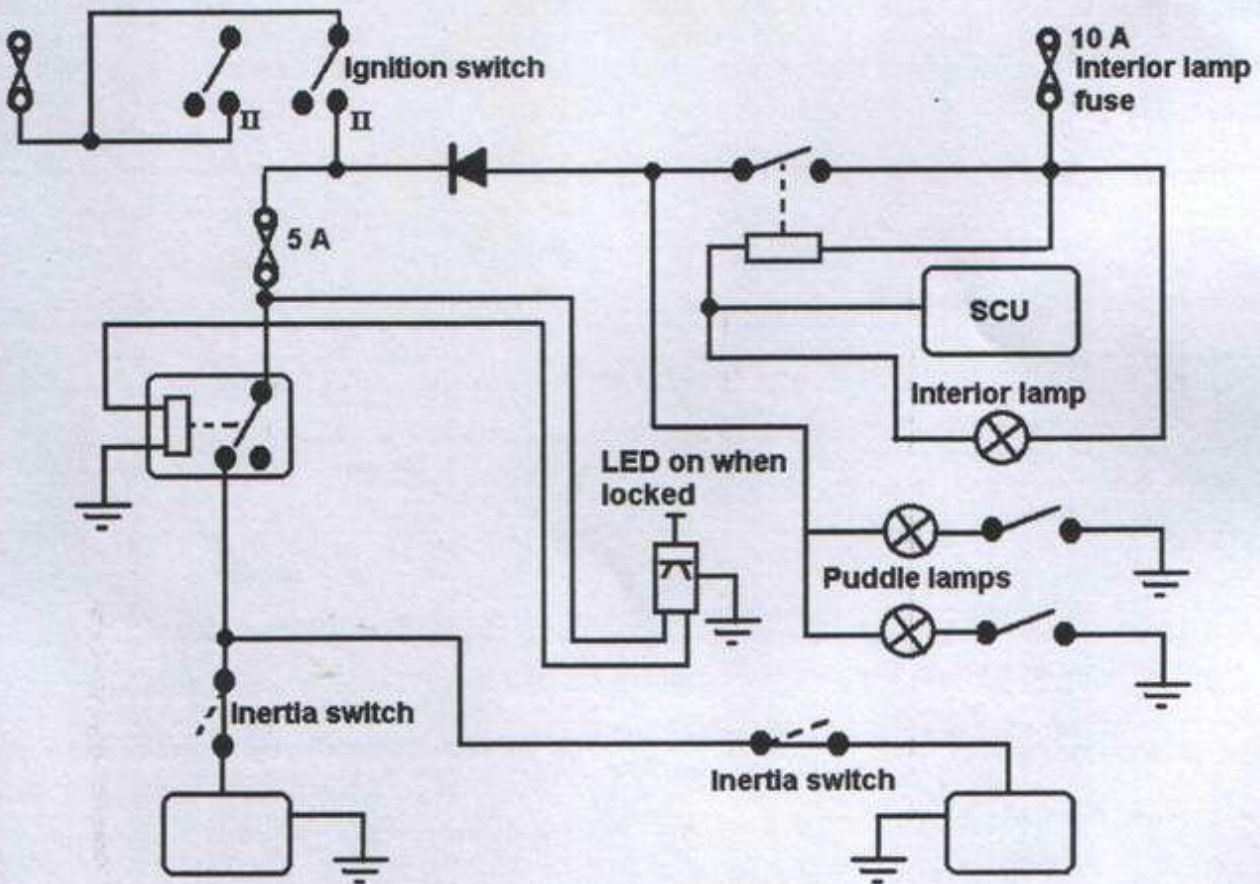 Ignition switch
II
II
10 A
Interior lamp
fuse
5 A
SCU
Interior lamp
LED on when
locked
Puddle lamps
Inertia switch
Inertia switch